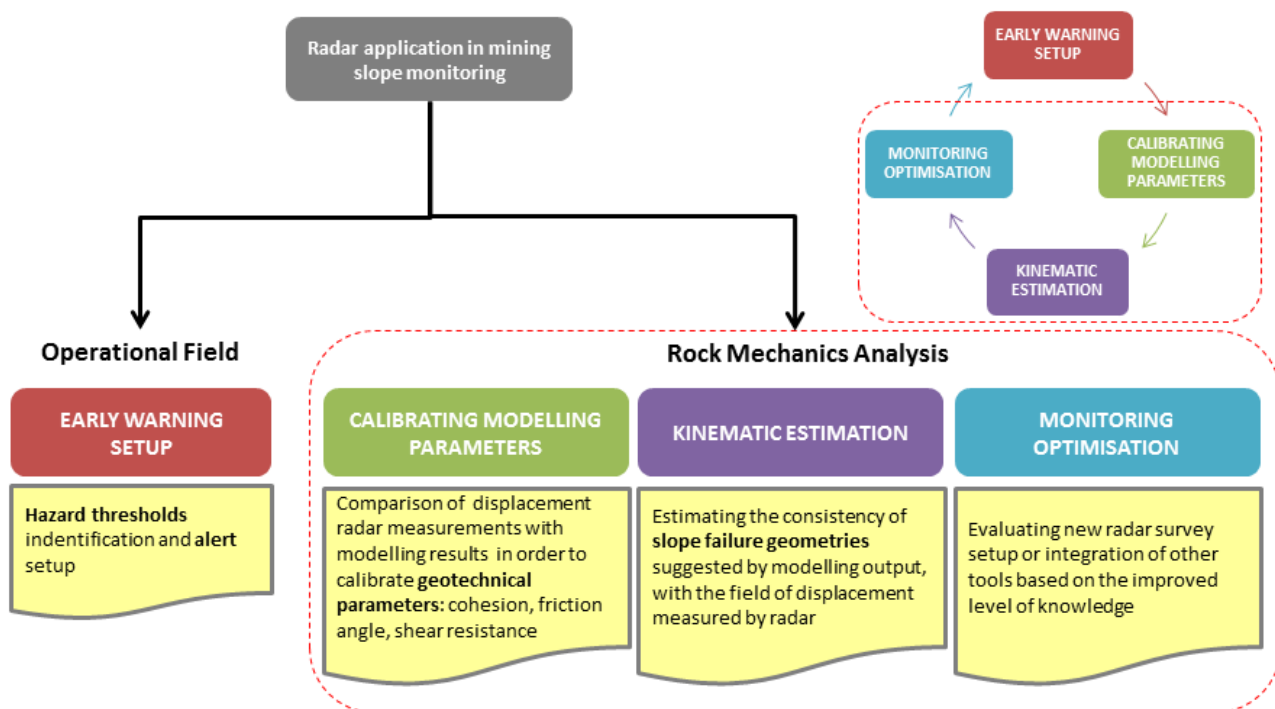 Radar application in mining
slope monitoring
EARLY WARNING
SETUP
MONITORING
OPTIMISATION
CALIBRATING
MODELLING
PARAMETERS
KINEMATIC
ESTIMATION
Operational Field
Rock Mechanics Analysis
EARLY WARNING
SETUP
Hazard thresholds
indentification and alert
setup
CALIBRATING MODELLING
PARAMETERS
Comparison of displacement
radar measurements with
modelling results in order to
calibrate geotechnical
parameters: cohesion, friction
angle, shear resistance
KINEMATIC ESTIMATION
Estimating the consistency of
slope failure geometries
suggested by modelling output,
with the field of displacement
measured by radar
MONITORING
OPTIMISATION
Evaluating new radar survey
setup or integration of other
tools based on the improved
level of knowledge